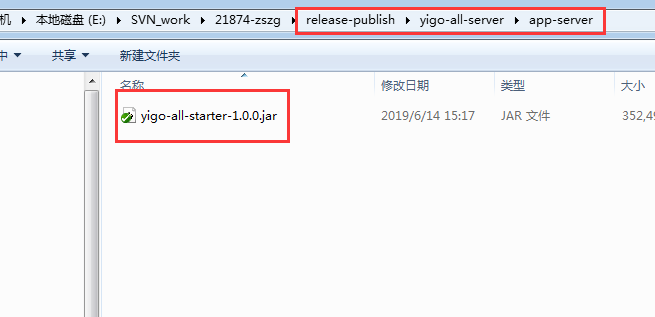 机 本地磁盘 (E:) SVN_work 21874-zszg release-publish yigo-all-server app-server
中 共享 新建文件夹
名称 修改日期 类型 大小
yigo-all-starter-1.0.0.jar 2019/6/14 15:17 JAR 文件 352,49